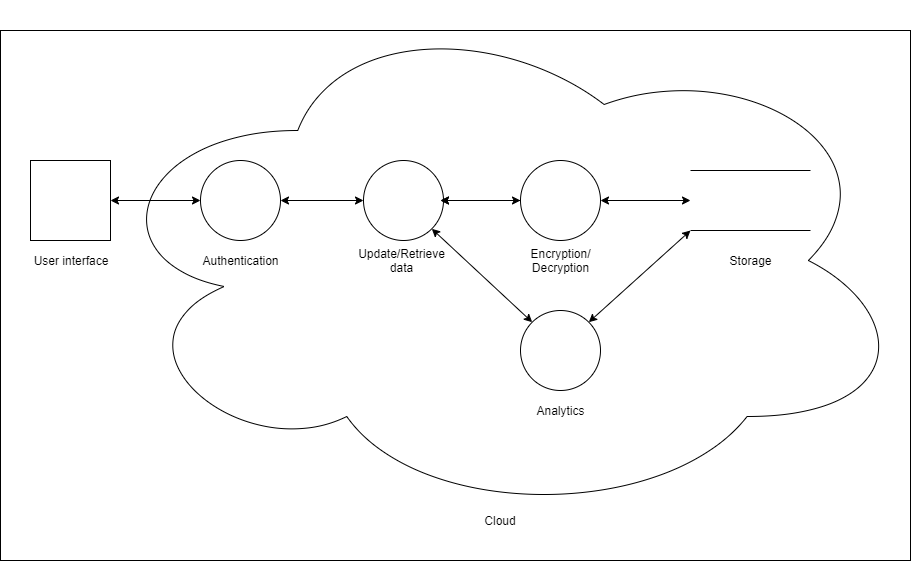 User interface
Authentication
Update/Retrieve
data
Encryption/
Decryption
Storage
Analytics
Cloud